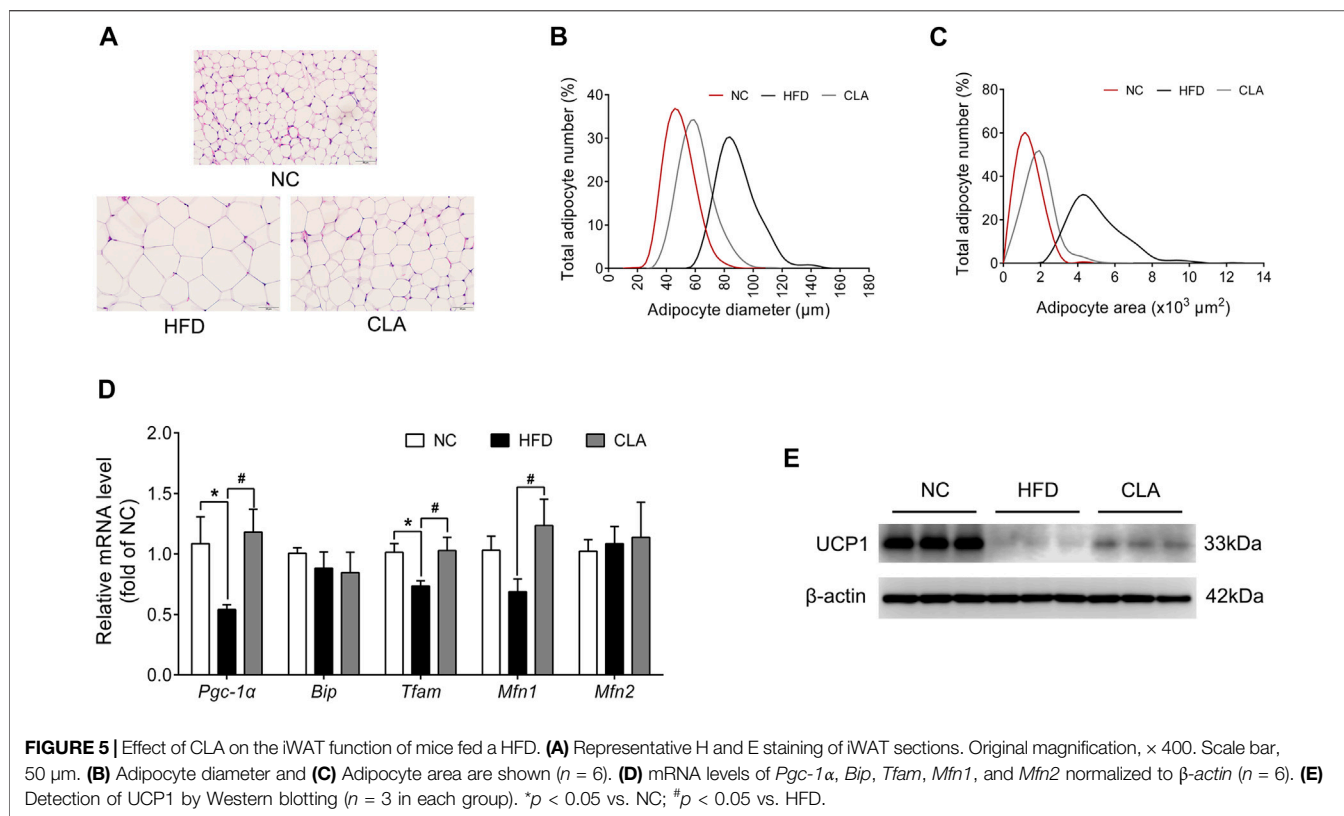 A
NC
HFD
CLA
B
Total adipocyte number (%)
40
30
20
10
0
NC
HFD
CLA
0
20
40
60
80
100
120
140
160
180
Adipocyte diameter (μm)
C
Total adipocyte number (%)
80
60
40
20
0
NC
HFD
CLA
0
2
4
6
8
10
12
14
Adipocyte area (x10³ μm²)
D
Relative mRNA level
(fold of NC)
2.0
1.5
1.0
0.5
0.0
NC
HFD
CLA
*
#
*
#
#
Pgc-1α
Bip
Tfam
Mfn1
Mfn2
E
NC
HFD
CLA
UCP1
33kDa
β-actin
42kDa
FIGURE 5 | Effect of CLA on the iWAT function of mice fed a HFD. (A) Representative H and E staining of iWAT sections. Original magnification, × 400. Scale bar,
50 μm. (B) Adipocyte diameter and (C) Adipocyte area are shown (n = 6). (D) mRNA levels of Pgc-1α, Bip, Tfam, Mfn1, and Mfn2 normalized to β-actin (n = 6). (E)
Detection of UCP1 by Western blotting (n = 3 in each group). *p < 0.05 vs. NC; #p < 0.05 vs. HFD.